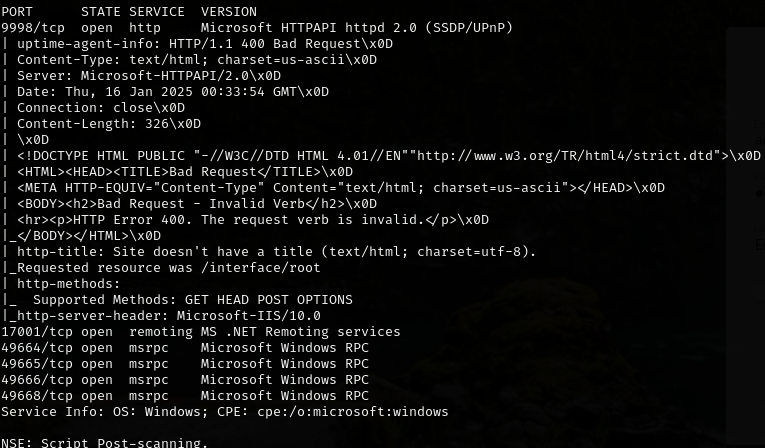 PORT      STATE SERVICE  VERSION
9998/tcp  open  http     Microsoft HTTPAPI httpd 2.0 (SSDP/UPnP)
| uptime-agent-info: HTTP/1.1 400 Bad Request\x0D
| Content-Type: text/html; charset=us-ascii\x0D
| Server: Microsoft-HTTPAPI/2.0\x0D
| Date: Thu, 16 Jan 2025 00:33:54 GMT\x0D
| Connection: close\x0D
| Content-Length: 326\x0D
| \x0D
| <!DOCTYPE HTML PUBLIC "-//W3C//DTD HTML 4.01//EN""http://www.w3.org/TR/html4/strict.dtd">\x0D
| <HTML><HEAD><TITLE>Bad Request</TITLE>\x0D
| <META HTTP-EQUIV="Content-Type" Content="text/html; charset=us-ascii"></HEAD>\x0D
| <BODY><h2>Bad Request - Invalid Verb</h2>\x0D
| <hr><p>HTTP Error 400. The request verb is invalid.</p>\x0D
|_</BODY></HTML>\x0D
| http-title: Site doesn't have a title (text/html; charset=utf-8).
|_Requested resource was /interface/root
| http-methods:
|_  Supported Methods: GET HEAD POST OPTIONS
|_http-server-header: Microsoft-IIS/10.0
17001/tcp open  remoting MS .NET Remoting services
49664/tcp open  msrpc    Microsoft Windows RPC
49665/tcp open  msrpc    Microsoft Windows RPC
49666/tcp open  msrpc    Microsoft Windows RPC
49668/tcp open  msrpc    Microsoft Windows RPC
Service Info: OS: Windows; CPE: cpe:/o:microsoft:windows
NSE: Script Post-scanning.